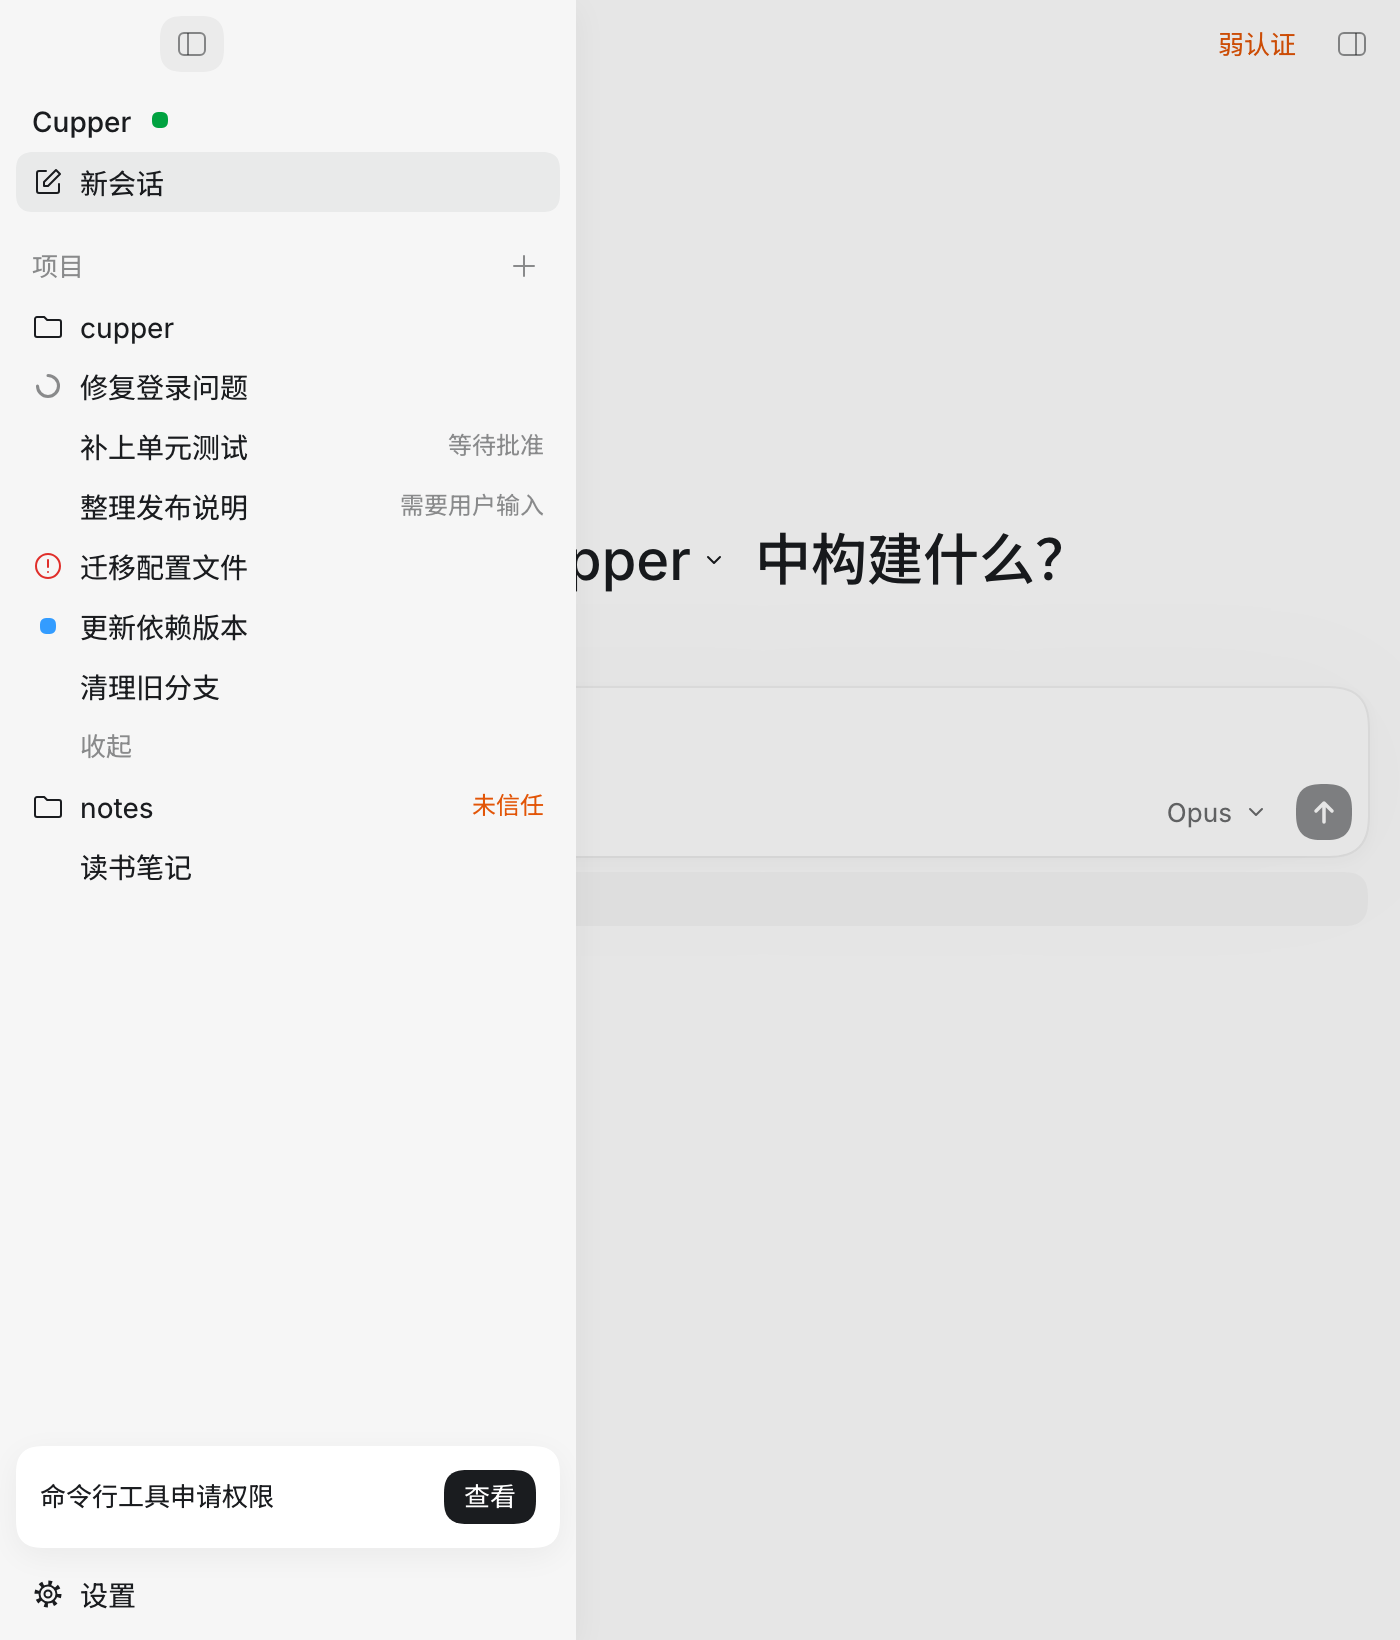 弱认证
Cupper
新会话
项目
cupper
修复登录问题
补上单元测试 等待批准
整理发布说明 需要用户输入
迁移配置文件
更新依赖版本
清理旧分支
收起
notes 未信任
读书笔记
pper 中构建什么?
Opus
命令行工具申请权限 查看
设置